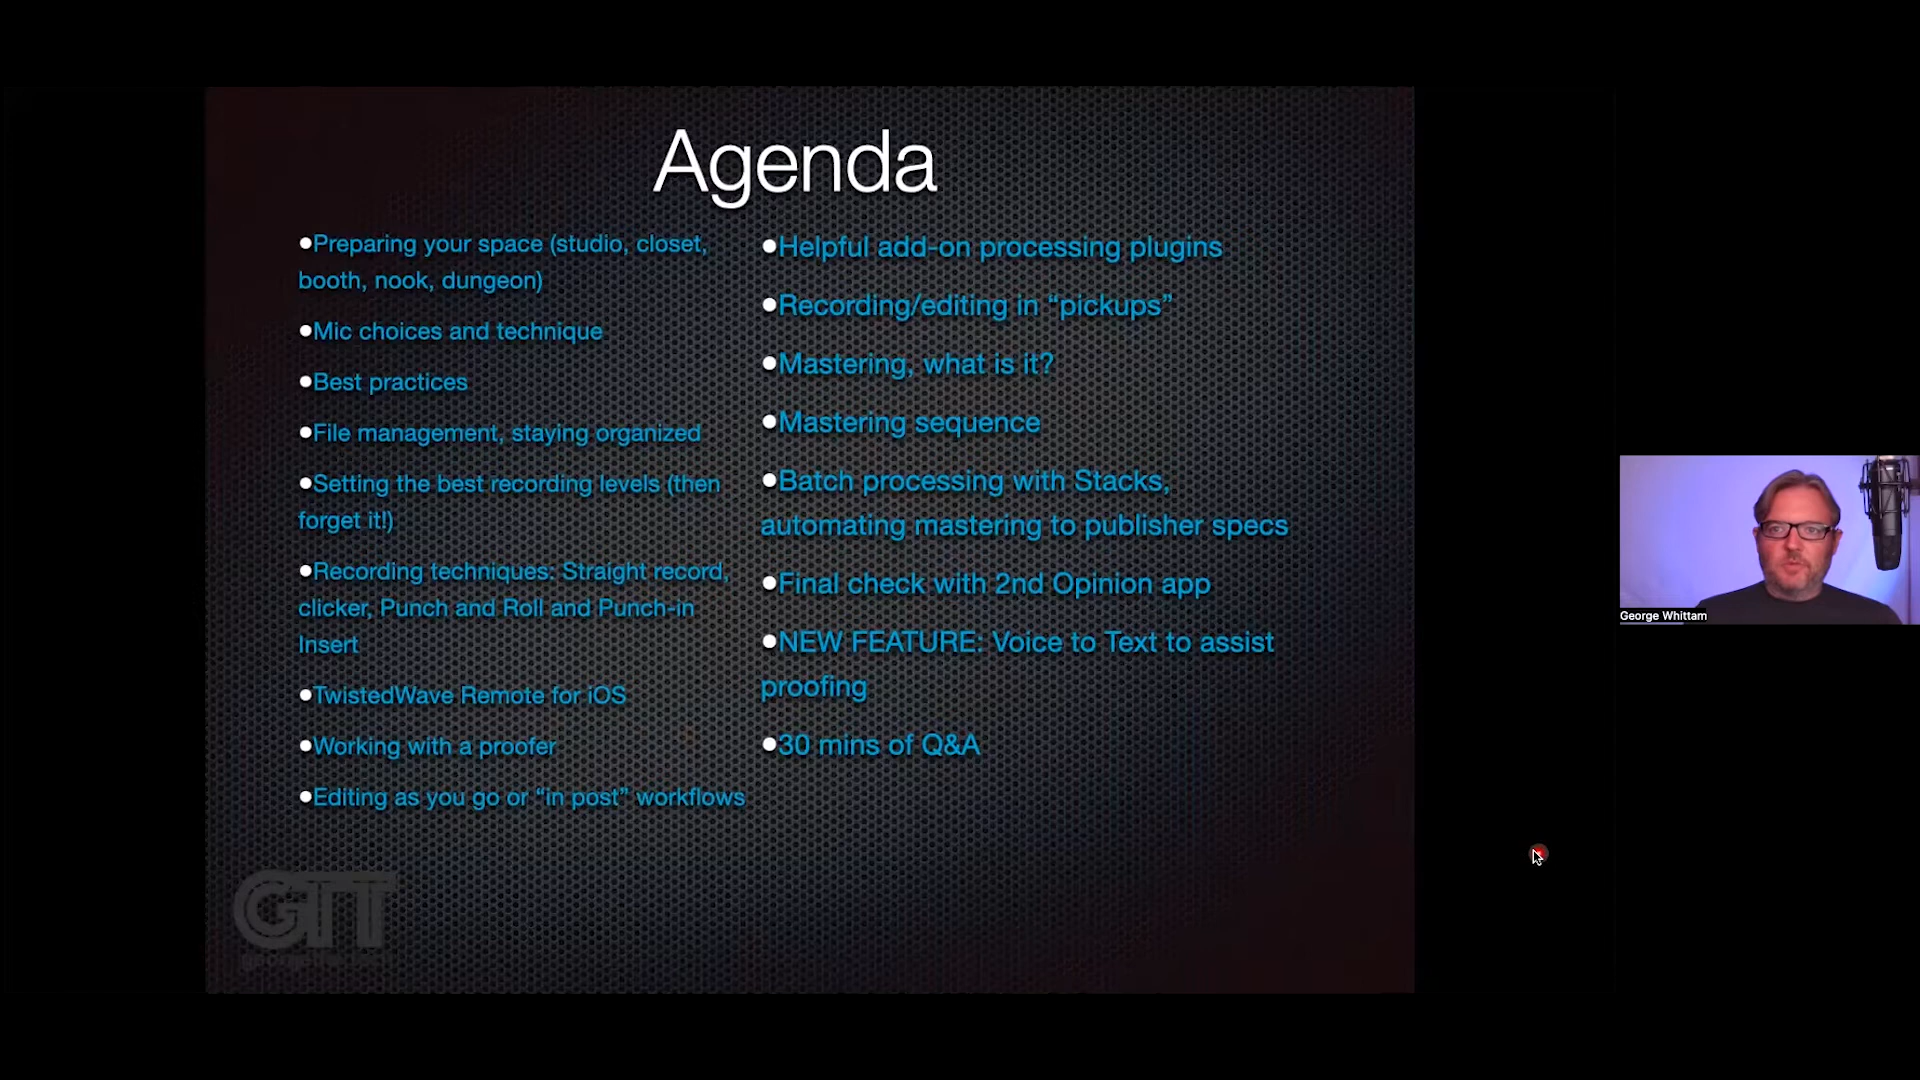 Agenda
●Preparing your space (studio, closet,
booth, nook, dungeon)
●Mic choices and technique
●Best practices
●File management, staying organized
●Setting the best recording levels (then
forget it!)
●Recording techniques: Straight record,
clicker, Punch and Roll and Punch-in
Insert
●TwistedWave Remote for iOS
●Working with a proofer
●Editing as you go or “in post” workflows
●Helpful add-on processing plugins
●Recording/editing in “pickups”
●Mastering, what is it?
●Mastering sequence
●Batch processing with Stacks,
automating mastering to publisher specs
●Final check with 2nd Opinion app
●NEW FEATURE: Voice to Text to assist
proofing
●30 mins of Q&A
George Whittam
GTT